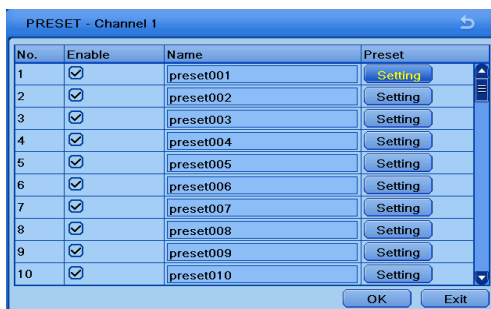 PRESET - Channel 1
No. Enable Name Preset
1 preset001 Setting
2 preset002 Setting
3 preset003 Setting
4 preset004 Setting
5 preset005 Setting
6 preset006 Setting
7 preset007 Setting
8 preset008 Setting
9 preset009 Setting
10 preset010 Setting
OK Exit